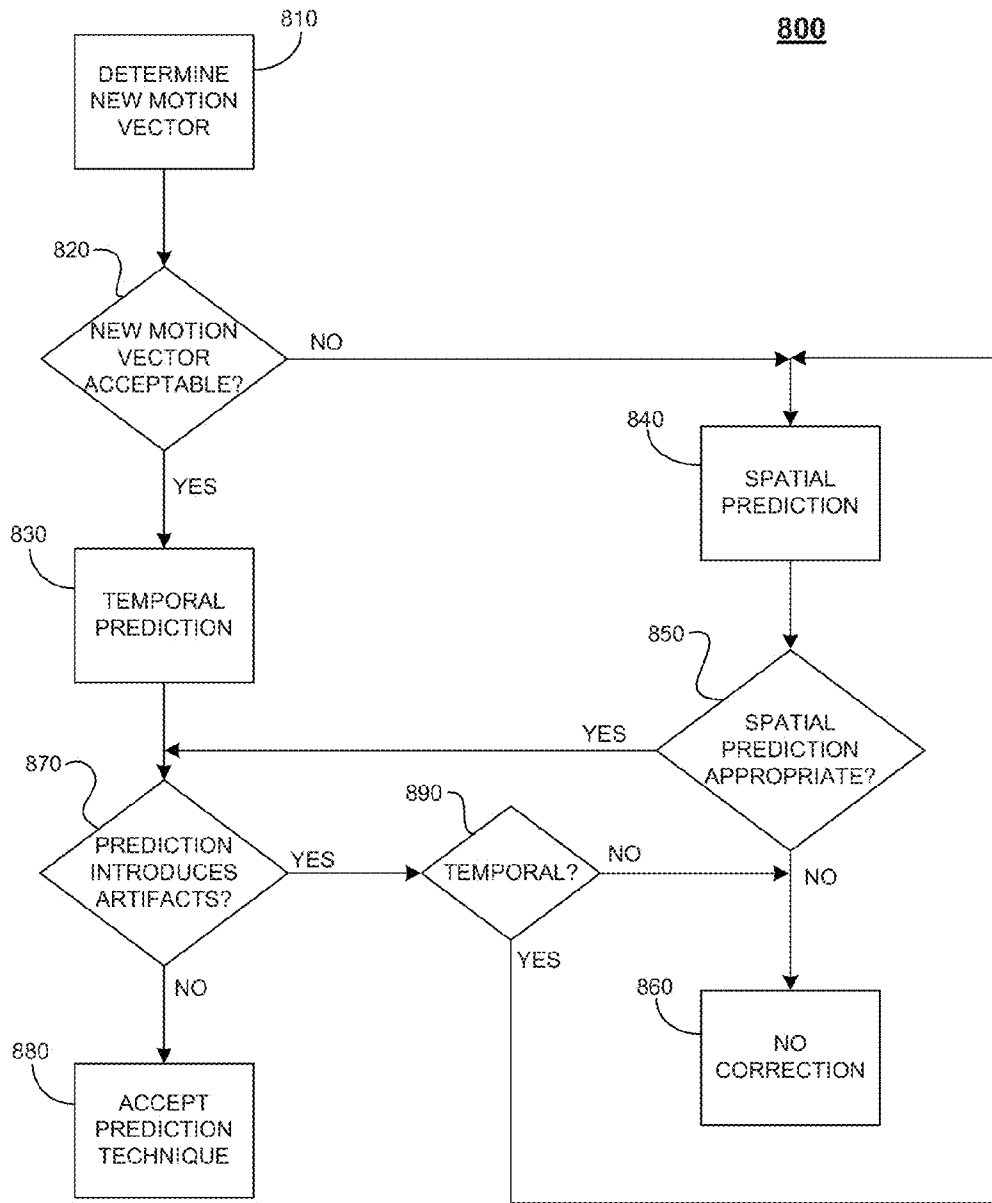 800
810
DETERMINE
NEW MOTION
VECTOR
820
NEW MOTION
VECTOR
ACCEPTABLE?
NO
YES
840
SPATIAL
PREDICTION
830
TEMPORAL
PREDICTION
850
SPATIAL
PREDICTION
APPROPRIATE?
YES
NO
870
PREDICTION
INTRODUCES
ARTIFACTS?
YES
NO
890
TEMPORAL?
NO
YES
860
NO
CORRECTION
880
ACCEPT
PREDICTION
TECHNIQUE